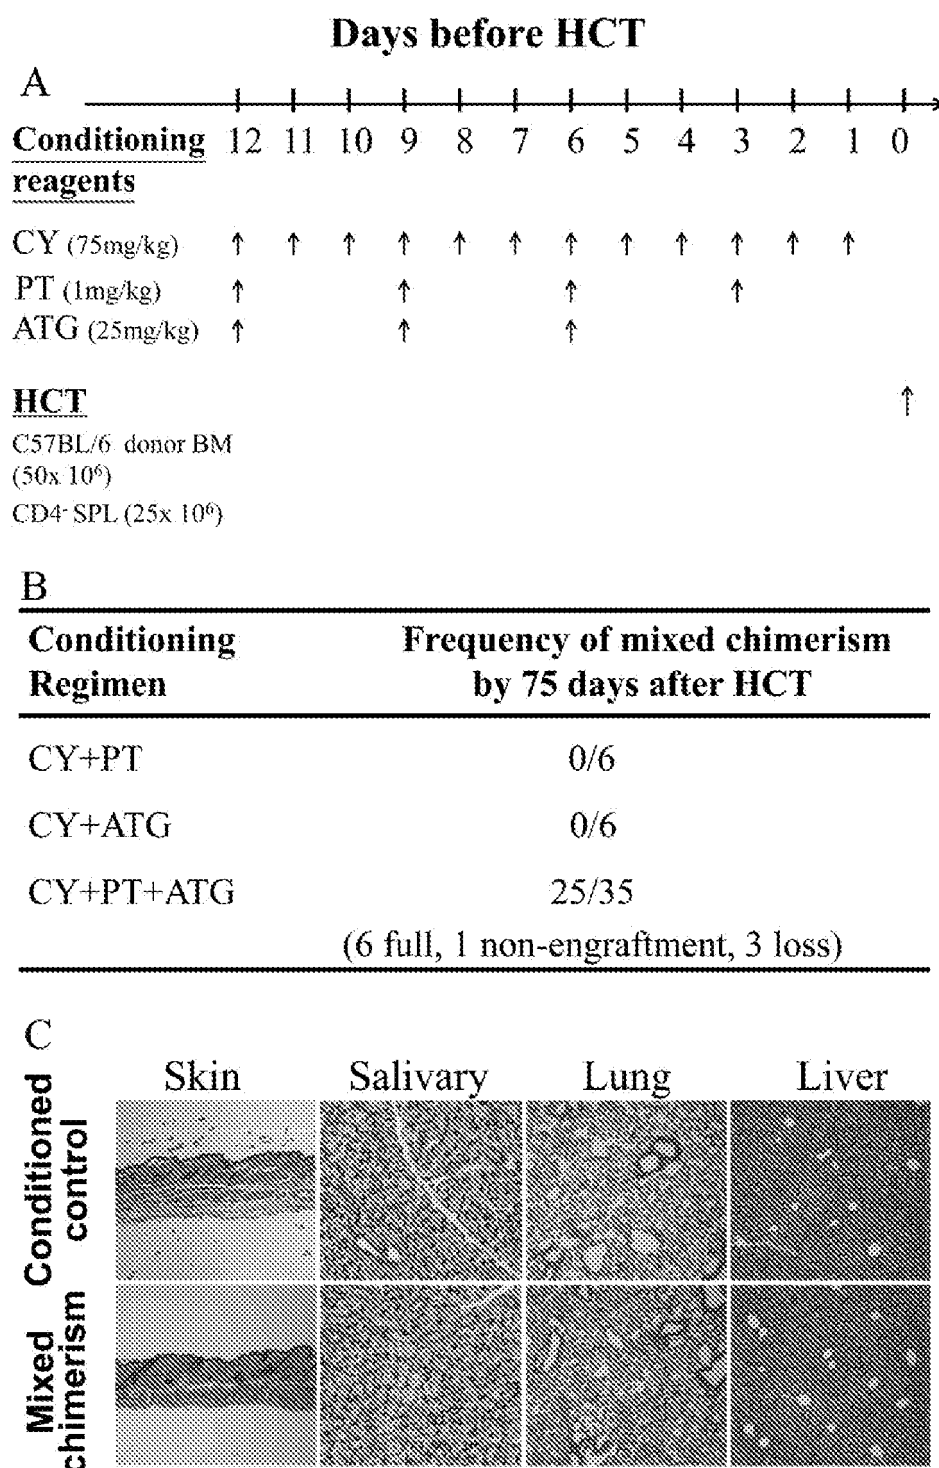 Days before HCT
A
Conditioning 12 11 10 9 8 7 6 5 4 3 2 1 0
reagents
CY (75mg/kg)
PT (1mg/kg)
ATG (25mg/kg)
HCT
C57BL/6 donor BM
(50x 10⁶)
CD4⁻ SPL (25x 10⁶)
B
Conditioning Frequency of mixed chimerism
Regimen by 75 days after HCT
CY+PT 0/6
CY+ATG 0/6
CY+PT+ATG 25/35
(6 full, 1 non-engraftment, 3 loss)
C
Skin Salivary Lung Liver
Conditioned
control
Mixed
chimerism